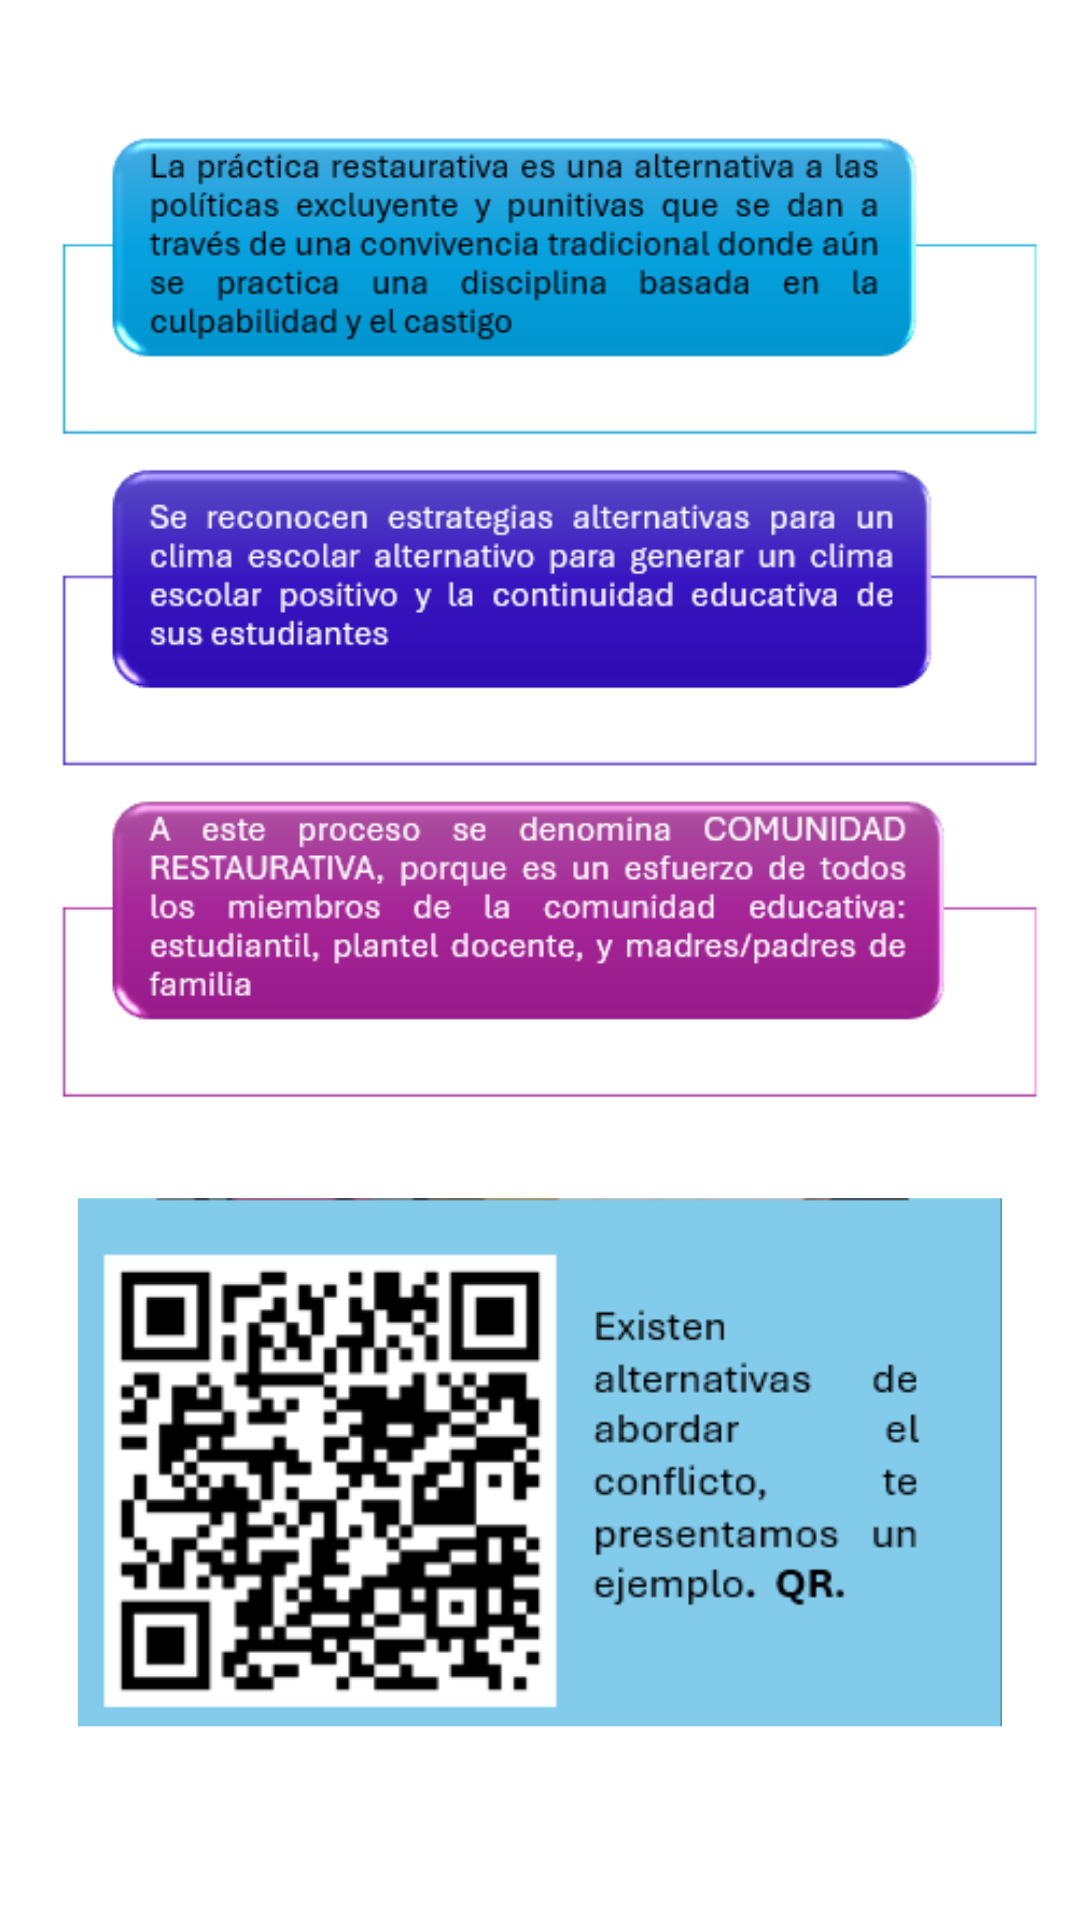 La práctica restaurativa es una alternativa a las
políticas excluyente y punitivas que se dan a
través de una convivencia tradicional donde aún
se practica una disciplina basada en la
culpabilidad y el castigo
Se reconocen estrategias alternativas para un
clima escolar alternativo para generar un clima
escolar positivo y la continuidad educativa de
sus estudiantes
A este proceso se denomina COMUNIDAD
RESTAURATIVA, porque es un esfuerzo de todos
los miembros de la comunidad educativa:
estudiantil, plantel docente, y madres/padres de
familia
Existen
alternativas de
abordar el
conflicto, te
presentamos un
ejemplo. QR.